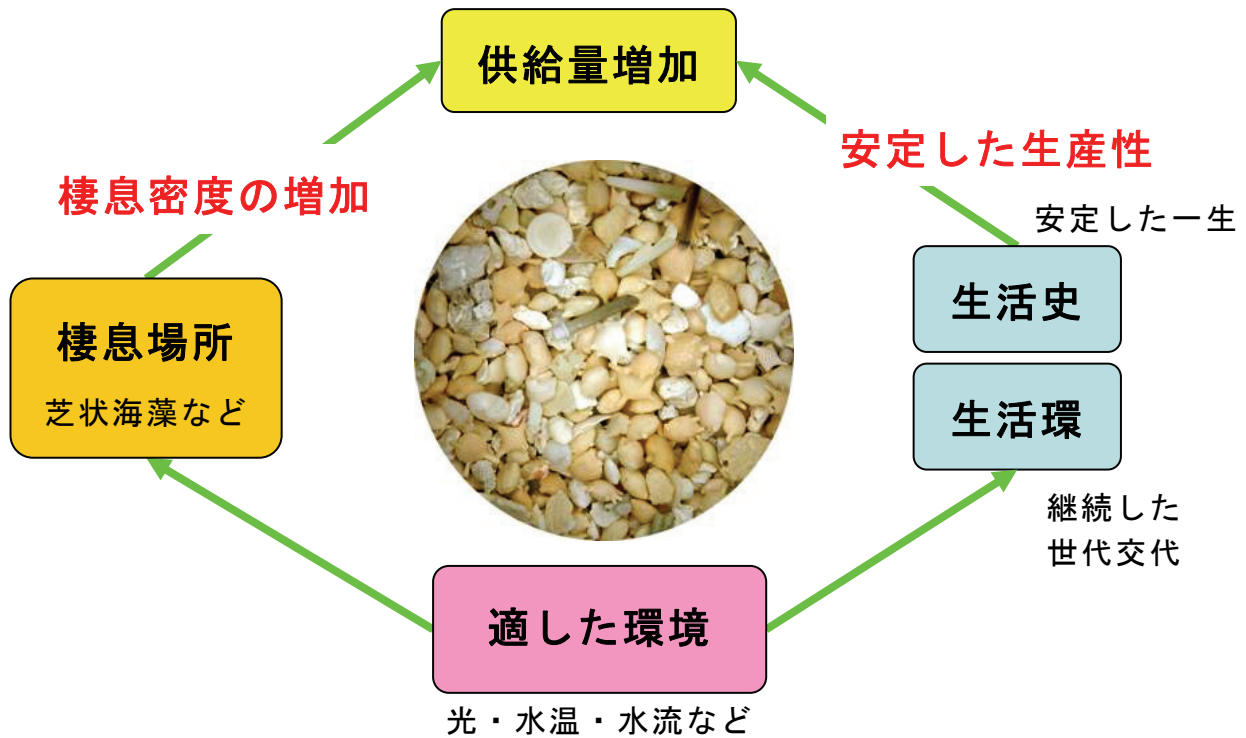 供給量増加
安定した生産性
棲息密度の増加
安定した一生
生活史
棲息場所
芝状海藻など
生活環
継続した
世代交代
適した環境
光・水温・水流など